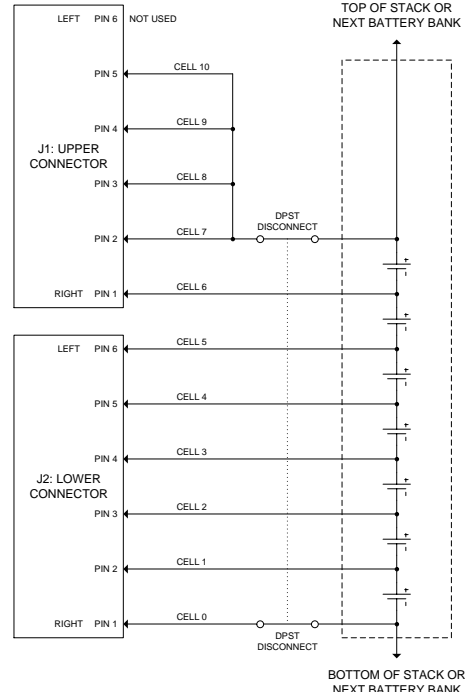 TOP OF STACK OR
NEXT BATTERY BANK
LEFT PIN 6 NOT USED
PIN 5 CELL 10
PIN 4 CELL 9
J1: UPPER
CONNECTOR
PIN 3 CELL 8
PIN 2 CELL 7
DPST
DISCONNECT
RIGHT PIN 1 CELL 6
LEFT PIN 6 CELL 5
PIN 5 CELL 4
PIN 4 CELL 3
J2: LOWER
CONNECTOR
PIN 3 CELL 2
PIN 2 CELL 1
RIGHT PIN 1 CELL 0
DPST
DISCONNECT
BOTTOM OF STACK OR
NEXT BATTERY BANK